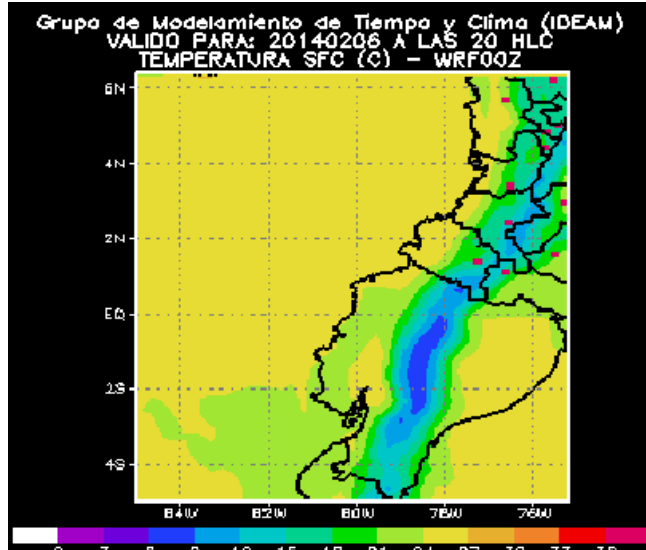 Grupo de Modelamiento de Tiempo y Clima (IDEAM)
VALIDO PARA: 20140206 A LAS 20 HLC
TEMPERATURA SFC (C) - WRF00Z
6N
4N
2N
EQ
2S
4S
84W 82W 80W 78W 76W